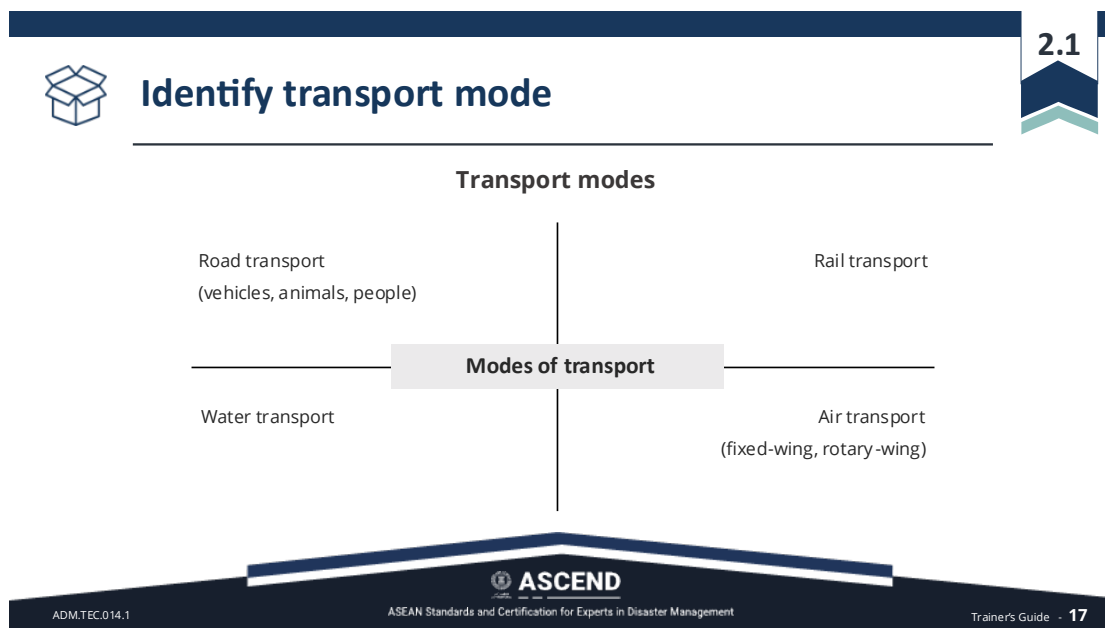 2.1
Identify transport mode
Transport modes
Road transport
(vehicles, animals, people)
Rail transport
Modes of transport
Water transport
Air transport
(fixed-wing, rotary-wing)
ASCEND
ASEAN Standards and Certification for Experts in Disaster Management
ADM.TEC.014.1
Trainer's Guide - 17